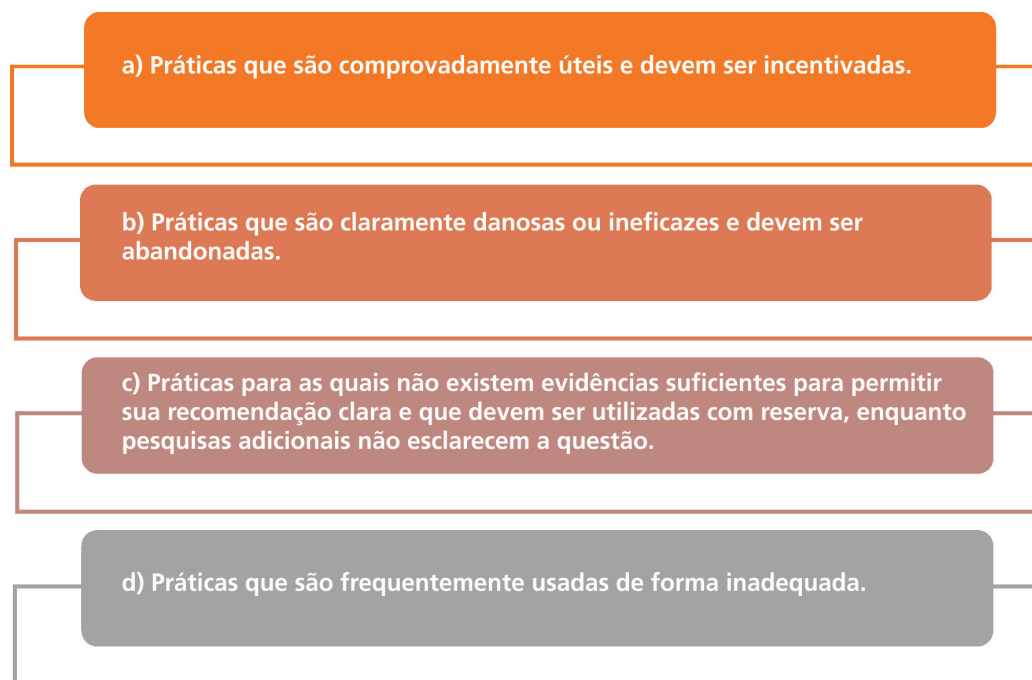 a) Práticas que são comprovadamente úteis e devem ser incentivadas.
b) Práticas que são claramente danosas ou ineficazes e devem ser
abandonadas.
c) Práticas para as quais não existem evidências suficientes para permitir
sua recomendação clara e que devem ser utilizadas com reserva, enquanto
pesquisas adicionais não esclarecem a questão.
d) Práticas que são frequentemente usadas de forma inadequada.